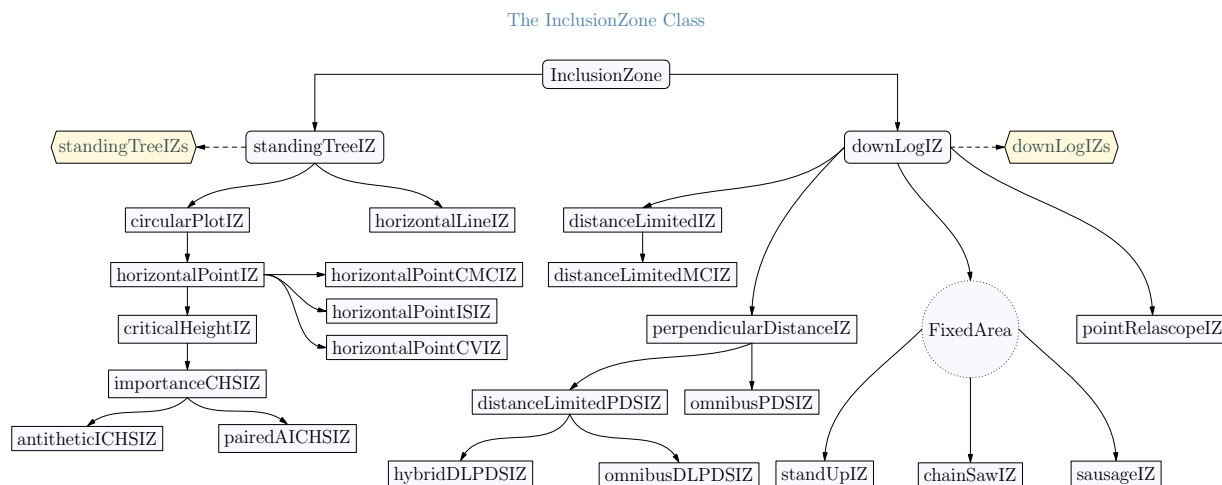 The InclusionZone Class
InclusionZone
standingTreeIZs
standingTreeIZ
downLogIZ
downLogIZs
circularPlotIZ
horizontalLineIZ
distanceLimitedIZ
horizontalPointIZ
horizontalPointCMCIZ
distanceLimitedMCIZ
horizontalPointISIZ
criticalHeightIZ
horizontalPointCVIZ
perpendicularDistanceIZ
FixedArea
pointRelascopeIZ
importanceCHSIZ
distanceLimitedPDSIZ
omnibusPDSIZ
antitheticICHSIZ
pairedAICHSIZ
hybridDLPDSIZ
omnibusDLPDSIZ
standUpIZ
chainSawIZ
sausageIZ